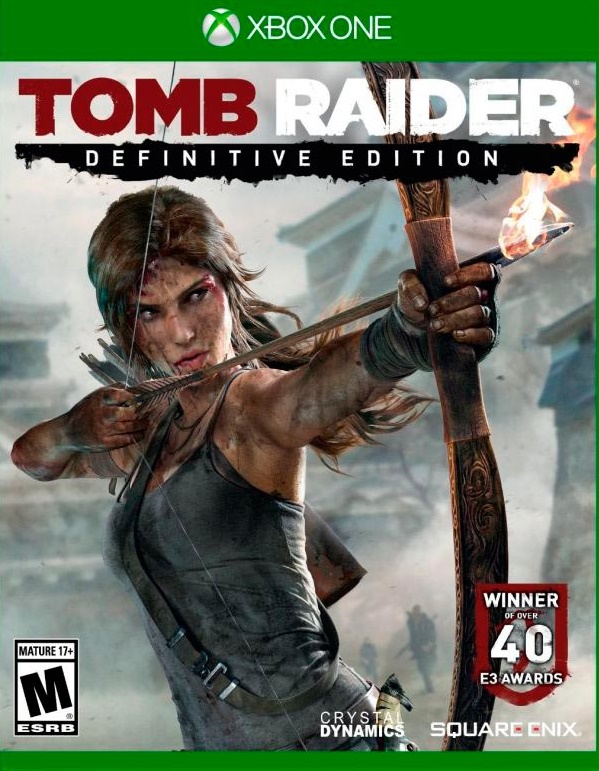 XBOX ONE
TOMB RAIDER®
DEFINITIVE EDITION
WINNER
OF OVER
40
E3 AWARDS
MATURE 17+
M®
ESRB
CRYSTAL
DYNAMICS
SQUARE ENIX.